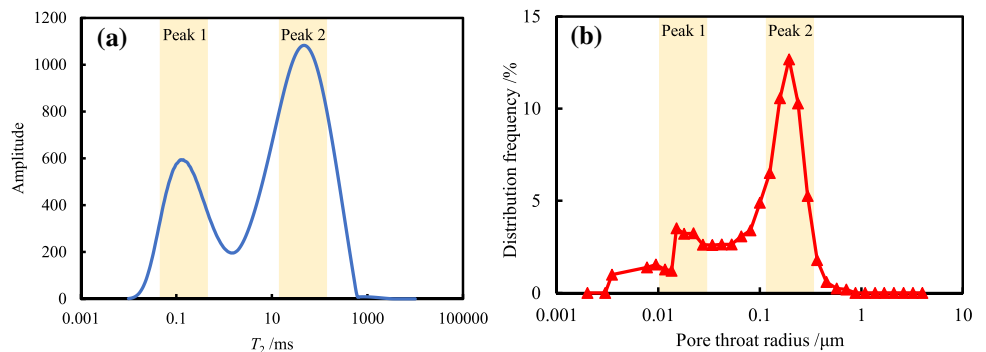 (a)
Peak 1
Peak 2
1200
1000
800
600
400
200
0
Amplitude
0.001
0.1
10
1000
100000
T₂ /ms
(b)
Peak 1
Peak 2
15
10
5
0
Distribution frequency /%
0.001
0.01
0.1
1
10
Pore throat radius /μm